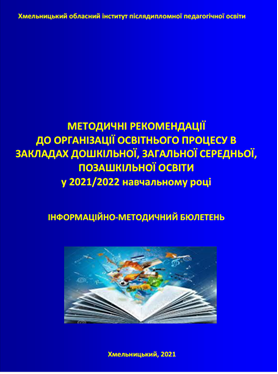 Хмельницький обласний інститут післядипломної педагогічної освіти
МЕТОДИЧНІ РЕКОМЕНДАЦІЇ
ДО ОРГАНІЗАЦІЇ ОСВІТНЬОГО ПРОЦЕСУ В
ЗАКЛАДАХ ДОШКІЛЬНОЇ, ЗАГАЛЬНОЇ СЕРЕДНЬОЇ,
ПОЗАШКІЛЬНОЇ ОСВІТИ
у 2021/2022 навчальному році
ІНФОРМАЦІЙНО-МЕТОДИЧНИЙ БЮЛЕТЕНЬ
Хмельницький, 2021